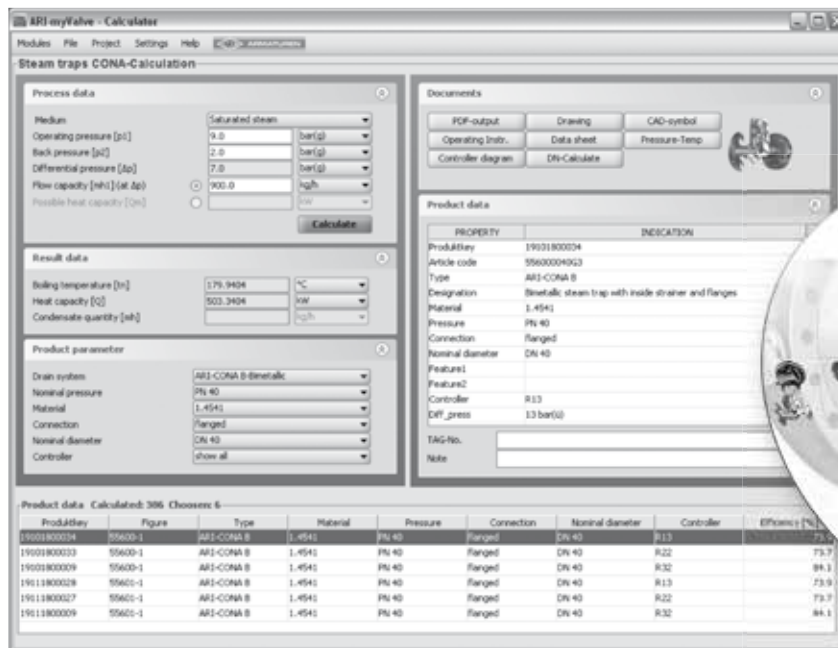 ARI-myValve - Calculator
Modules File Project Settings Help ARI ARMATUREN
Steam traps CONA-Calculation
Process data
Medium Saturated steam
Operating pressure [p1] 9.0 bar(g)
Back pressure [p2] 2.0 bar(g)
Differential pressure [Δp] 7.0 bar(g)
Flow capacity [mh1] (at Δp) 900.0 kg/h
Possible heat capacity [Qm] kW
Calculate
Result data
Boiling temperature [tn] 179.9404 °C
Heat capacity [Q] 503.3404 kW
Condensate quantity [mh] kg/h
Product parameter
Drain system ARI-CONA B-Bimetallic
Nominal pressure PN 40
Material 1.4541
Connection flanged
Nominal diameter DN 40
Controller show all
Documents
PDF-output Drawing CAD-symbol
Operating Instr. Data sheet Pressure-Temp
Controller diagram DN-Calculate
Product data
PROPERTY INDICATION
Produktkey 19101800034
Article code 556000040G3
Type ARI-CONA B
Designation Bimetallic steam trap with inside strainer and flanges
Material 1.4541
Pressure PN 40
Connection flanged
Nominal diameter DN 40
Feature1
Feature2
Controller R13
Diff_press 13 bar(ü)
TAG-No.
Note
Product data Calculated: 386 Choosen: 6
Produktkey Figure Type Material Pressure Connection Nominal diameter Controller Efficiency [%]
19101800034 55600-1 ARI-CONA B 1.4541 PN 40 flanged DN 40 R13
19101800033 55600-1 ARI-CONA B 1.4541 PN 40 flanged DN 40 R22 73.7
19101800009 55600-1 ARI-CONA B 1.4541 PN 40 flanged DN 40 R32 84.1
19111800028 55601-1 ARI-CONA B 1.4541 PN 40 flanged DN 40 R13 73.9
19111800027 55601-1 ARI-CONA B 1.4541 PN 40 flanged DN 40 R22 73.7
19111800009 55601-1 ARI-CONA B 1.4541 PN 40 flanged DN 40 R32 84.1